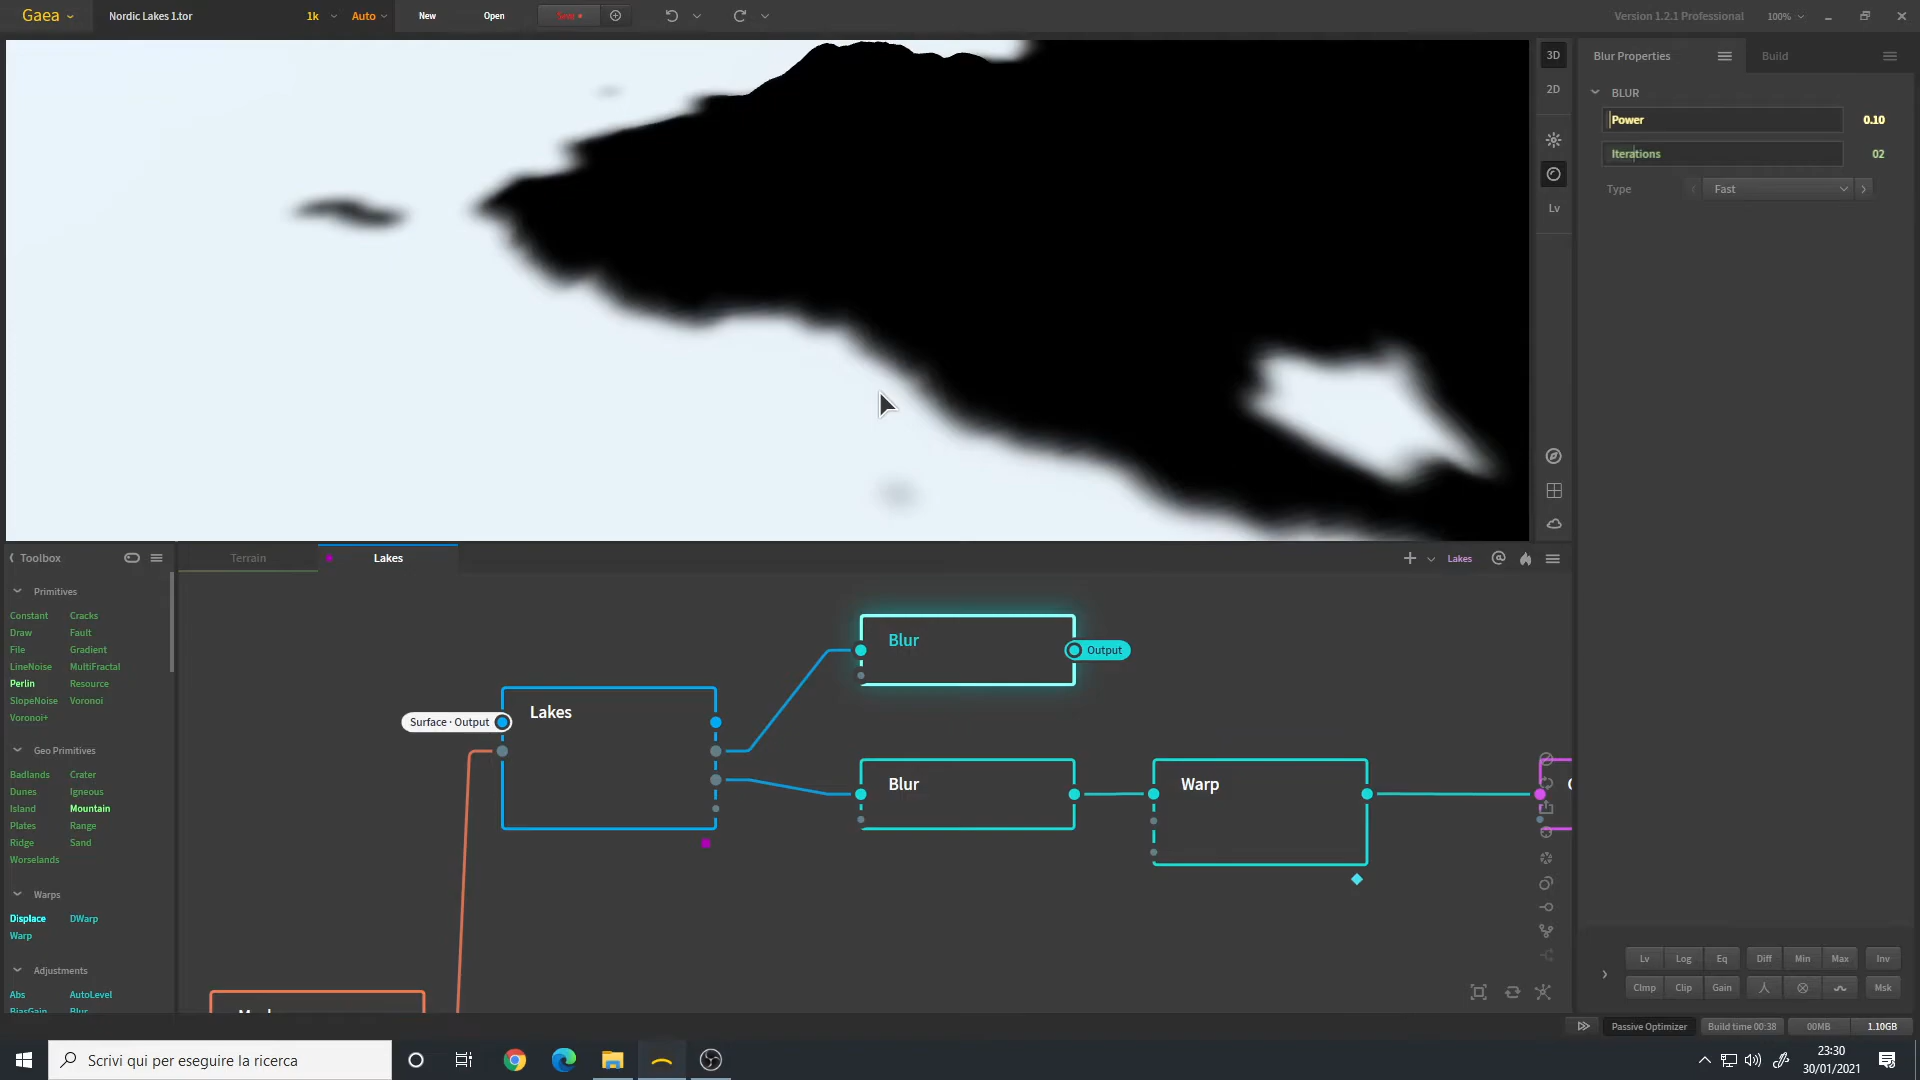 Gaea
Nordic Lakes 1.tor
1k
Auto
New
Open
Version 1.2.1 Professional
100%
3D
2D
Lv
Blur Properties
Build
BLUR
Power
0.10
Iterations
02
Type
Fast
Toolbox
Terrain
Lakes
Lakes
Primitives
Constant
Cracks
Draw
Fault
File
Gradient
LineNoise
MultiFractal
Perlin
Resource
SlopeNoise
Voronoi
Voronoi+
Geo Primitives
Badlands
Crater
Dunes
Igneous
Island
Mountain
Plates
Range
Ridge
Sand
Worselands
Warps
Displace
DWarp
Warp
Adjustments
Abs
AutoLevel
BiasGain
Blur
Blur
Output
Surface · Output
Lakes
Blur
Warp
Lv
Log
Eq
Diff
Min
Max
Inv
Clmp
Clip
Gain
Msk
Passive Optimizer
Build time 00:38
00MB
1.10GB
Scrivi qui per eseguire la ricerca
23:30
30/01/2021